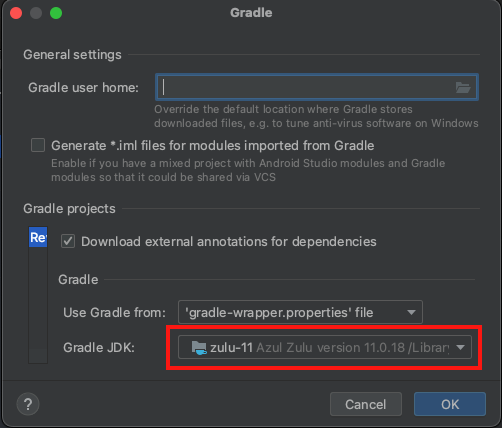 Gradle
General settings
Gradle user home:
Override the default location where Gradle stores
downloaded files, e.g. to tune anti-virus software on Windows
Generate *.iml files for modules imported from Gradle
Enable if you have a mixed project with Android Studio modules and Gradle
modules so that it could be shared via VCS
Gradle projects
Download external annotations for dependencies
Gradle
Use Gradle from: 'gradle-wrapper.properties' file
Gradle JDK: zulu-11 Azul Zulu version 11.0.18 /Library
? Cancel OK